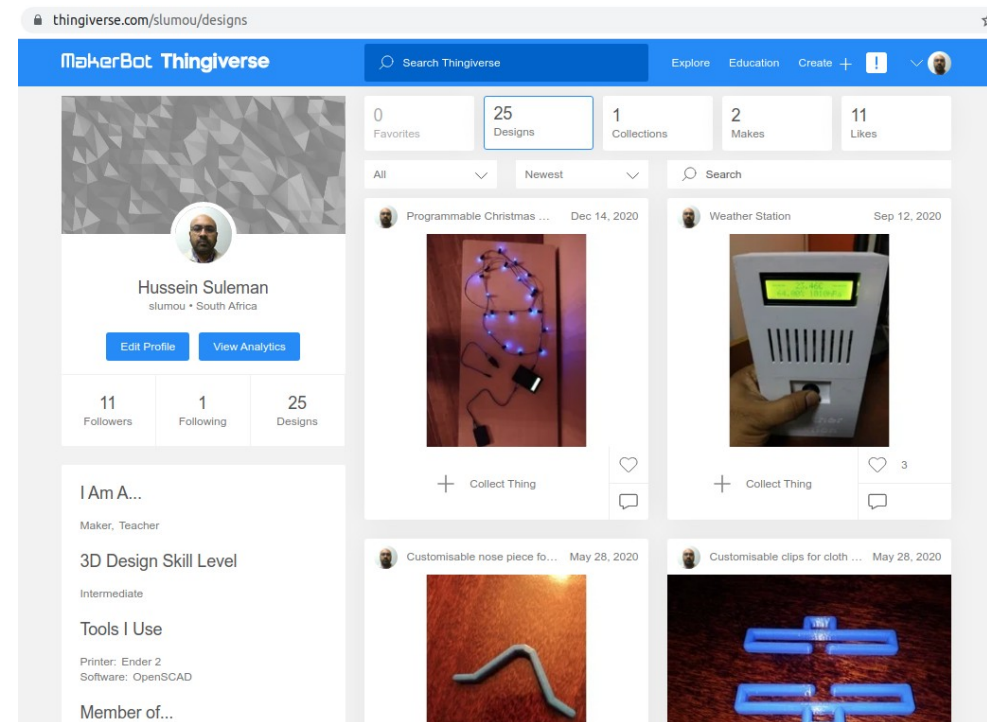 thingiverse.com/slumou/designs
MakerBot Thingiverse
Search Thingiverse
Explore Education Create + !
0
Favorites
25
Designs
1
Collections
2
Makes
11
Likes
All
Newest
Search
Hussein Suleman
slumou • South Africa
Edit Profile
View Analytics
11
Followers
1
Following
25
Designs
I Am A...
Maker, Teacher
3D Design Skill Level
Intermediate
Tools I Use
Printer: Ender 2
Software: OpenSCAD
Member of...
Programmable Christmas ... Dec 14, 2020
Collect Thing
Weather Station Sep 12, 2020
Collect Thing
3
Customisable nose piece fo... May 28, 2020
Customisable clips for cloth ... May 28, 2020